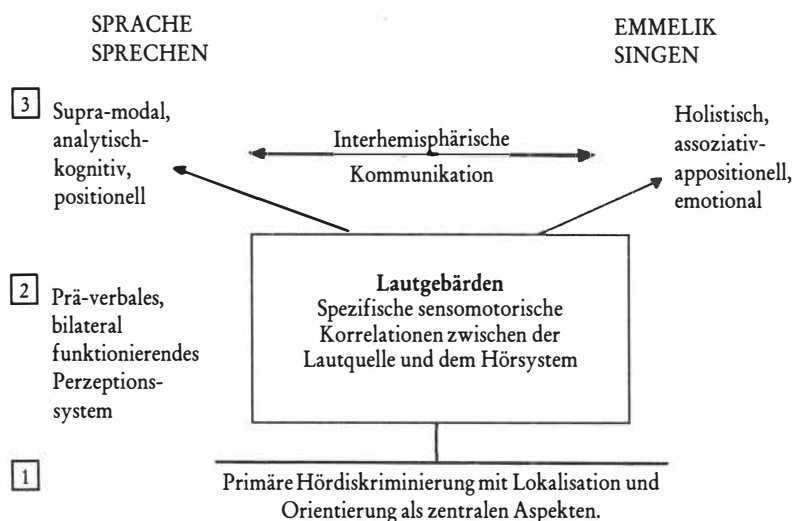 SPRACHE
SPRECHEN
EMMELIK
SINGEN
3
Supra-modal,
analytisch-
kognitiv,
positionell
Interhemisphärische
Kommunikation
Holistisch,
assoziativ-
appositionell,
emotional
2
Prä-verbales,
bilateral
funktionierendes
Perzeptions-
system
Lautgebärden
Spezifische sensomotorische
Korrelationen zwischen der
Lautquelle und dem Hörsystem
1
Primäre Hördiskriminierung mit Lokalisation und
Orientierung als zentralen Aspekten.